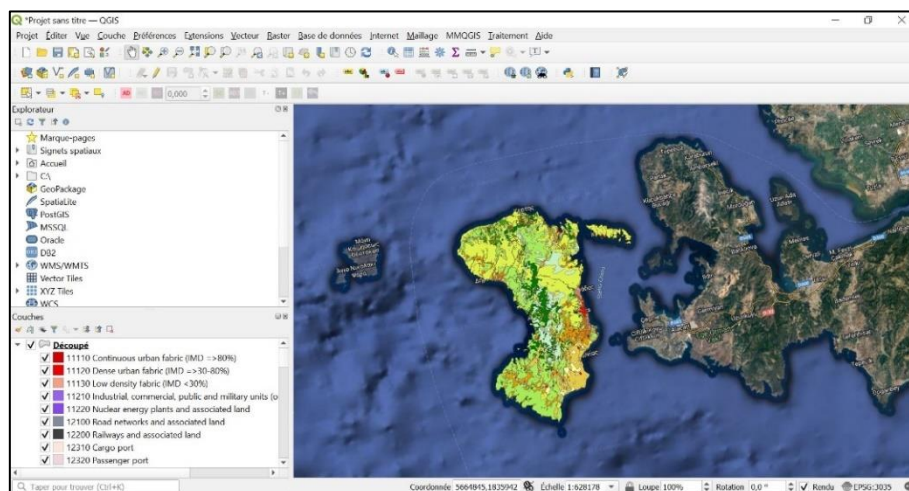 *Projet sans titre — QGIS
Projet Éditer Vue Couche Préférences Extensions Vecteur Raster Base de données Internet Maillage MMQGIS Traitement Aide
0,000
Explorateur
Marque-pages
Signets spatiaux
Accueil
C:\
GeoPackage
SpatiaLite
PostGIS
MSSQL
Oracle
DB2
WMS/WMTS
Vector Tiles
XYZ Tiles
WCS
Couches
Découpé
11110 Continuous urban fabric (IMD =>80%)
11120 Dense urban fabric (IMD =>30-80%)
11130 Low density fabric (IMD <30%)
11210 Industrial, commercial, public and military units (o
11220 Nuclear energy plants and associated land
12100 Road networks and associated land
12200 Railways and associated land
12310 Cargo port
12320 Passenger port
Taper pour trouver (Ctrl+K)
Coordonnée 5664845,1835942 Échelle 1:628178 Loupe 100% Rotation 0,0 ° Rendu EPSG:3035